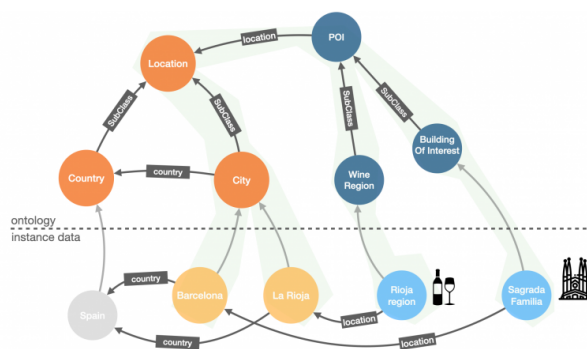 POI
location
Location
SubClass
SubClass
SubClass
SubClass
Building
Of Interest
Country
country
City
Wine
Region
ontology
instance data
country
Barcelona
La Rioja
Rioja
region
Sagrada
Familia
Spain
location
country
location